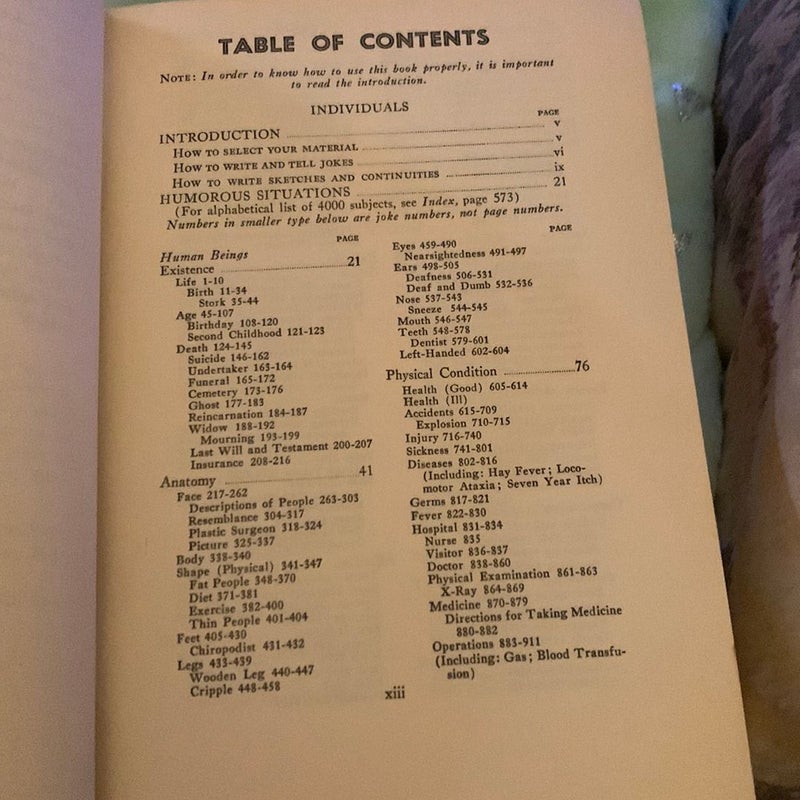 TABLE OF CONTENTS
NOTE: In order to know how to use this book properly, it is important
to read the introduction.
INDIVIDUALS
PAGE
INTRODUCTION v
HOW TO SELECT YOUR MATERIAL v
HOW TO WRITE AND TELL JOKES vi
HOW TO WRITE SKETCHES AND CONTINUITIES ix
HUMOROUS SITUATIONS 21
(For alphabetical list of 4000 subjects, see Index, page 573)
Numbers in smaller type below are joke numbers, not page numbers.
PAGE
Human Beings
Existence 21
Life 1-10
Birth 11-34
Stork 35-44
Age 45-107
Birthday 108-120
Second Childhood 121-123
Death 124-145
Suicide 146-162
Undertaker 163-164
Funeral 165-172
Cemetery 173-176
Ghost 177-183
Reincarnation 184-187
Widow 188-192
Mourning 193-199
Last Will and Testament 200-207
Insurance 208-216
Anatomy 41
Face 217-262
Descriptions of People 263-303
Resemblance 304-317
Plastic Surgeon 318-324
Picture 325-337
Body 338-340
Shape (Physical) 341-347
Fat People 348-370
Diet 371-381
Exercise 382-400
Thin People 401-404
Feet 405-430
Chiropodist 431-432
Legs 433-439
Wooden Leg 440-447
Cripple 448-458
PAGE
Eyes 459-490
Nearsightedness 491-497
Ears 498-505
Deafness 506-531
Deaf and Dumb 532-536
Nose 537-543
Sneeze 544-545
Mouth 546-547
Teeth 548-578
Dentist 579-601
Left-Handed 602-604
Physical Condition 76
Health (Good) 605-614
Health (Ill)
Accidents 615-709
Explosion 710-715
Injury 716-740
Sickness 741-801
Diseases 802-816
(Including: Hay Fever; Loco-
motor Ataxia; Seven Year Itch)
Germs 817-821
Fever 822-830
Hospital 831-834
Nurse 835
Visitor 836-837
Doctor 838-860
Physical Examination 861-863
X-Ray 864-869
Medicine 870-879
Directions for Taking Medicine
880-882
Operations 883-911
(Including: Gas; Blood Transfu-
sion)
xiii